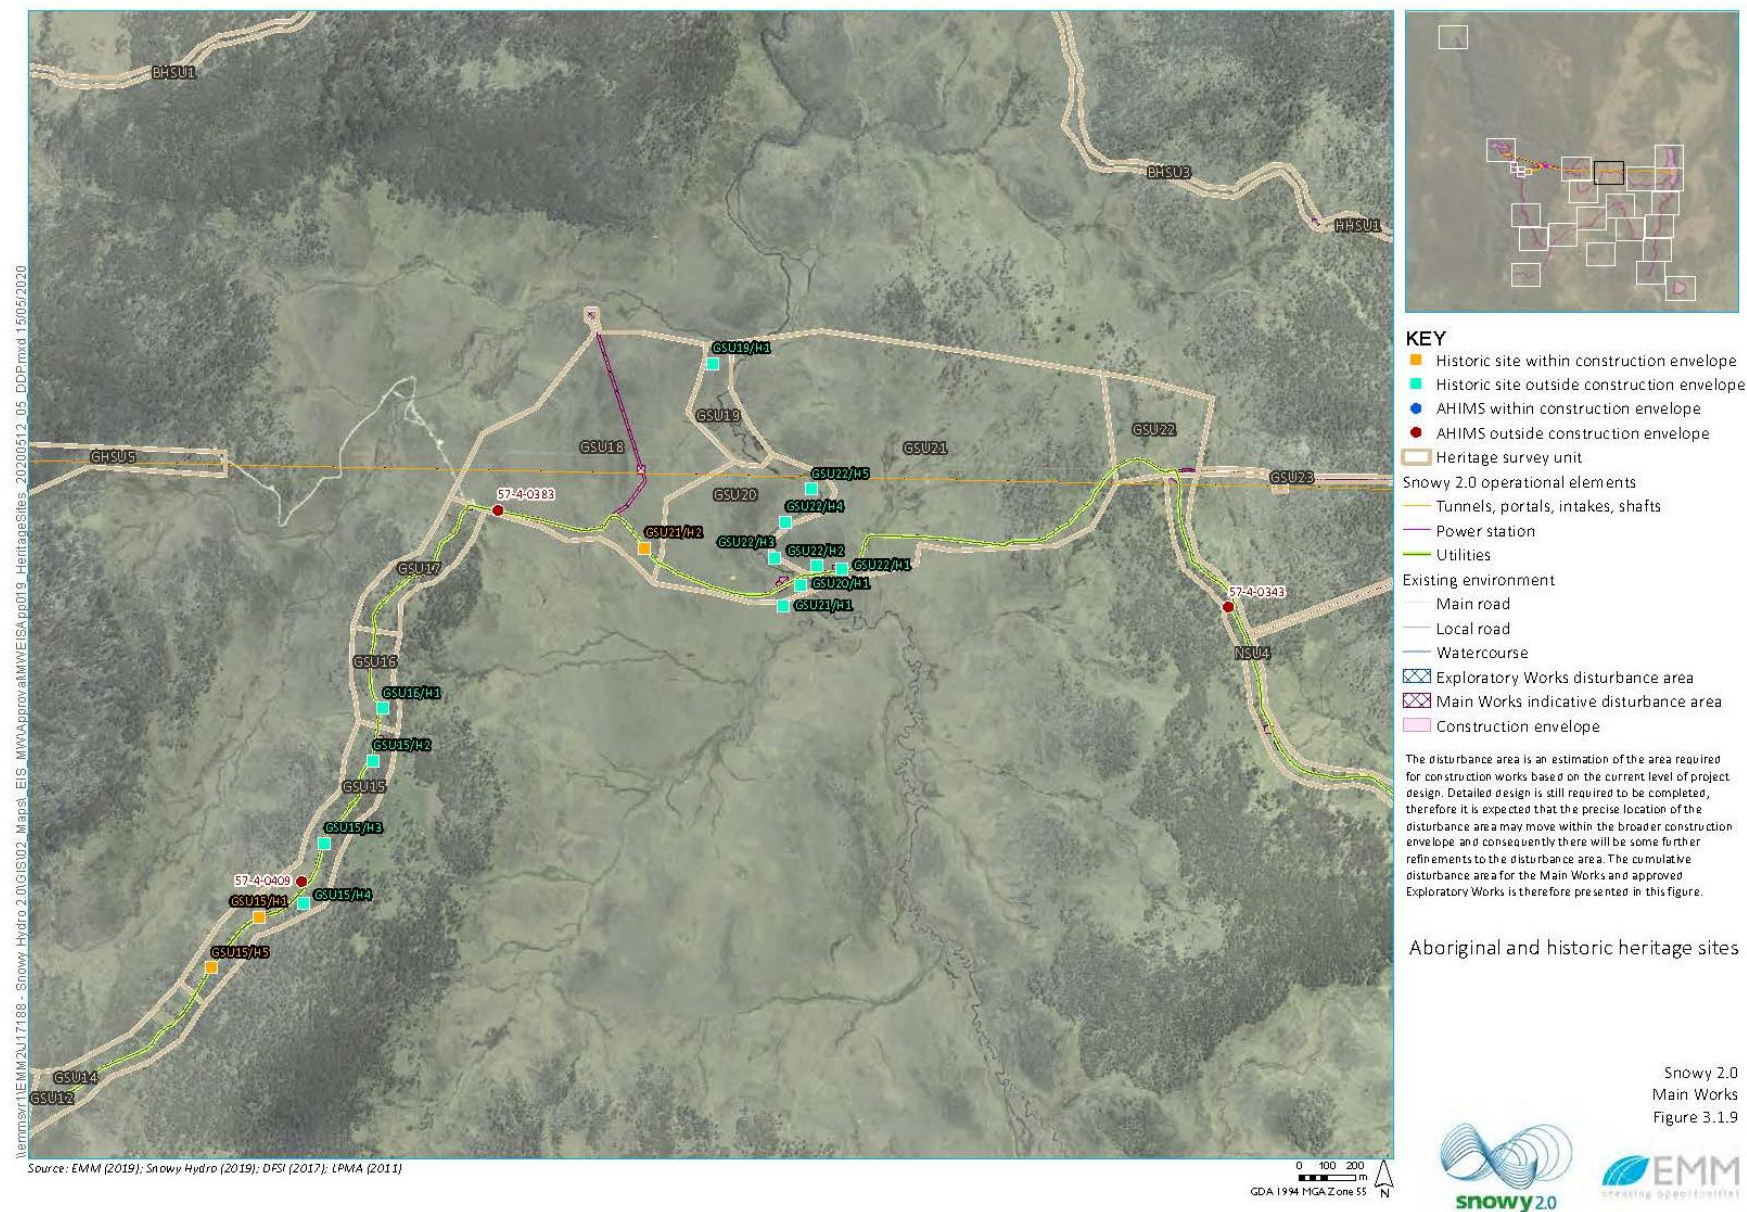 BHSU1
BHSU3
HHSU1
GSU19/H1
GSU19
GSU18
GSU21
GSU22
GHSU5
GSU23
GSU22/H5
GSU20
57-4-0383
GSU22/H4
GSU21/H2
GSU22/H3
GSU22/H2
GSU22/H1
GSU17
GSU20/H1
57-4-0343
GSU21/H1
NSU4
GSU16
GSU16/H1
GSU15/H2
GSU15
GSU15/H3
57-4-0409
GSU15/H4
GSU15/H1
GSU15/H5
GSU14
GSU12
Source: EMM (2019); Snowy Hydro (2019); DFSI (2017); LPMA (2011)
0 100 200
m
GDA 1994 MGA Zone 55
N
KEY
Historic site within construction envelope
Historic site outside construction envelope
AHIMS within construction envelope
AHIMS outside construction envelope
Heritage survey unit
Snowy 2.0 operational elements
Tunnels, portals, intakes, shafts
Power station
Utilities
Existing environment
Main road
Local road
Watercourse
Exploratory Works disturbance area
Main Works indicative disturbance area
Construction envelope
The disturbance area is an estimation of the area required
for construction works based on the current level of project
design. Detailed design is still required to be completed,
therefore it is expected that the precise location of the
disturbance area may move within the broader construction
envelope and consequently there will be some further
refinements to the disturbance area. The cumulative
disturbance area for the Main Works and approved
Exploratory Works is therefore presented in this figure.
Aboriginal and historic heritage sites
Snowy 2.0
Main Works
Figure 3.1.9
snowy2.0
EMM
creating opportunities